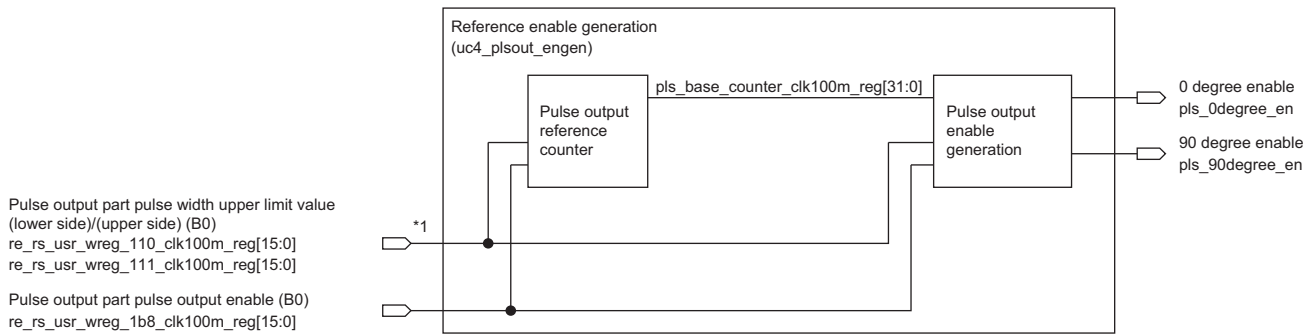 Reference enable generation
(uc4_plsout_engen)
pls_base_counter_clk100m_reg[31:0]
Pulse output
reference
counter
Pulse output
enable
generation
0 degree enable
pls_0degree_en
90 degree enable
pls_90degree_en
Pulse output part pulse width upper limit value
(lower side)/(upper side) (B0)
re_rs_usr_wreg_110_clk100m_reg[15:0]
re_rs_usr_wreg_111_clk100m_reg[15:0]
*1
Pulse output part pulse output enable (B0)
re_rs_usr_wreg_1b8_clk100m_reg[15:0]